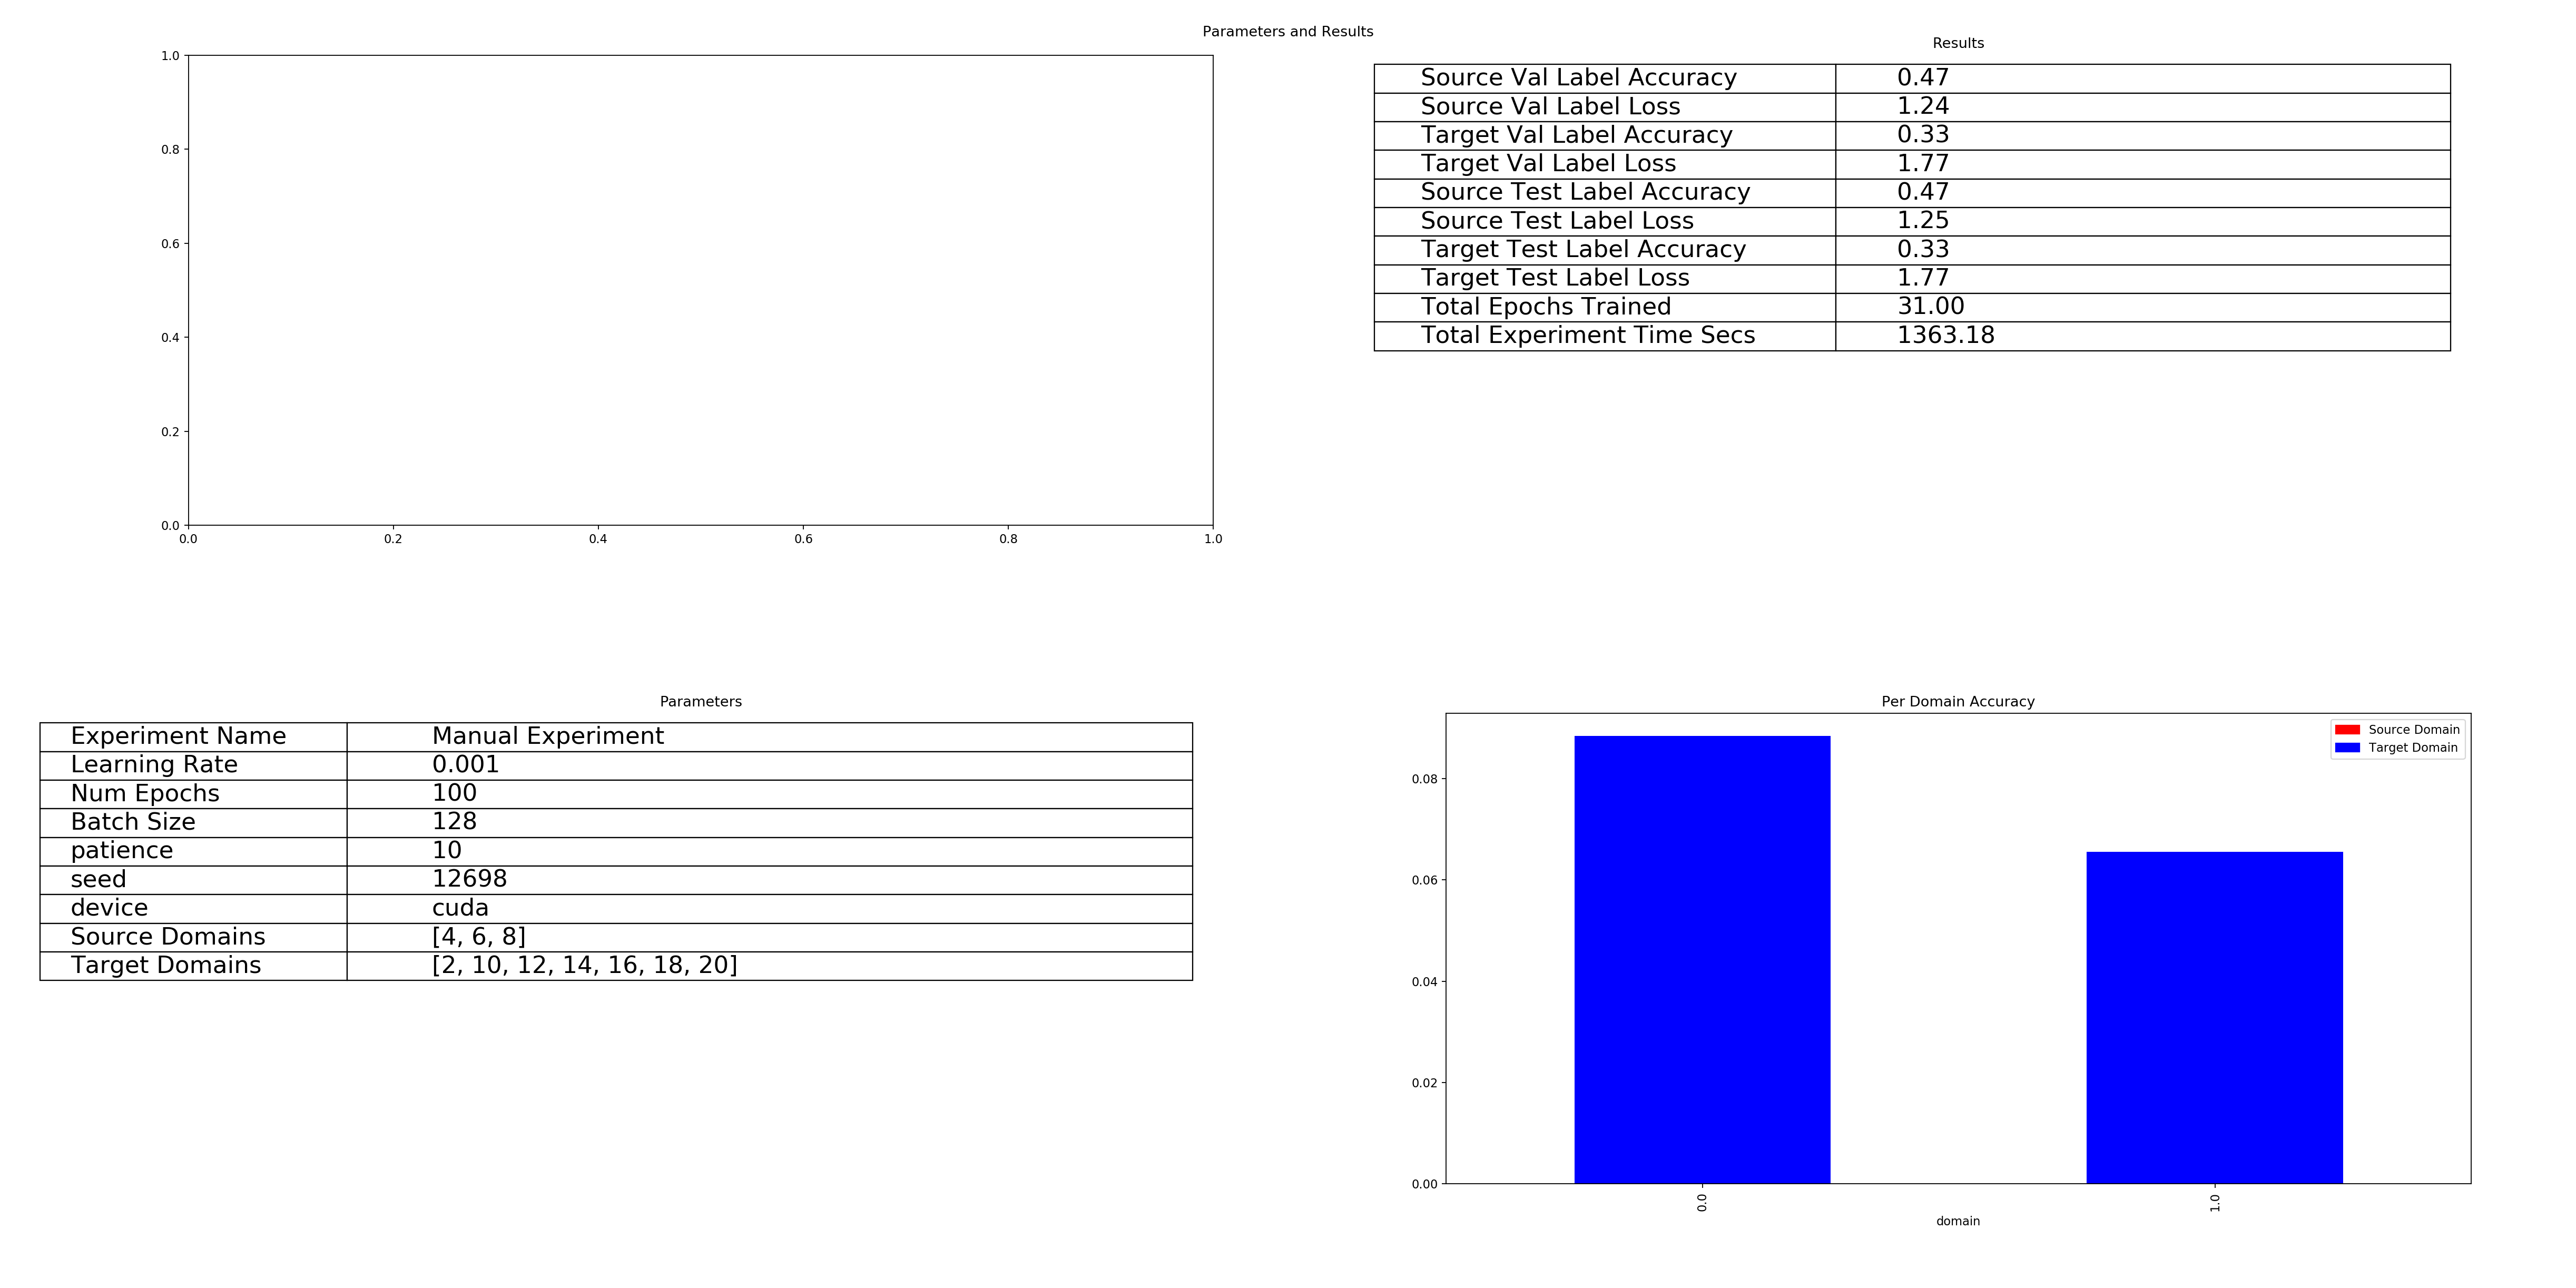 Parameters and Results
1.0
0.8
0.6
0.4
0.2
0.0
0.0 0.2 0.4 0.6 0.8 1.0
Results
Source Val Label Accuracy 0.47
Source Val Label Loss 1.24
Target Val Label Accuracy 0.33
Target Val Label Loss 1.77
Source Test Label Accuracy 0.47
Source Test Label Loss 1.25
Target Test Label Accuracy 0.33
Target Test Label Loss 1.77
Total Epochs Trained 31.00
Total Experiment Time Secs 1363.18
Parameters
Experiment Name Manual Experiment
Learning Rate 0.001
Num Epochs 100
Batch Size 128
patience 10
seed 12698
device cuda
Source Domains [4, 6, 8]
Target Domains [2, 10, 12, 14, 16, 18, 20]
Per Domain Accuracy
Source Domain
Target Domain
0.08
0.06
0.04
0.02
0.00
0.0 1.0
domain